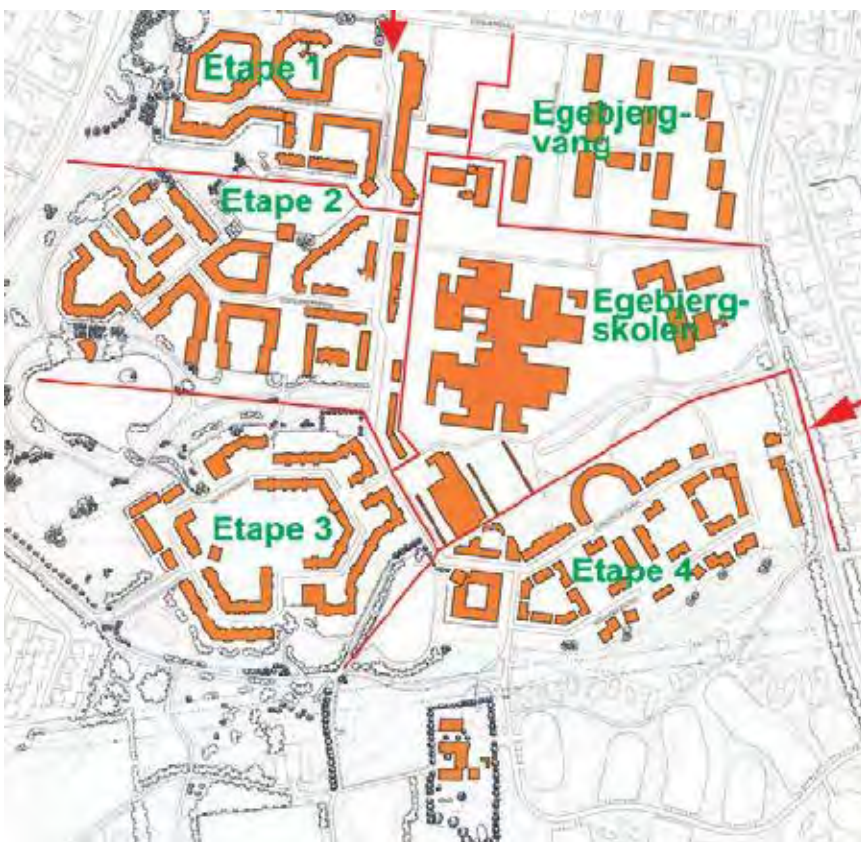 Etape 1
Egebjerg-
vang
Etape 2
Egebjerg-
skolen
Etape 3
Etape 4